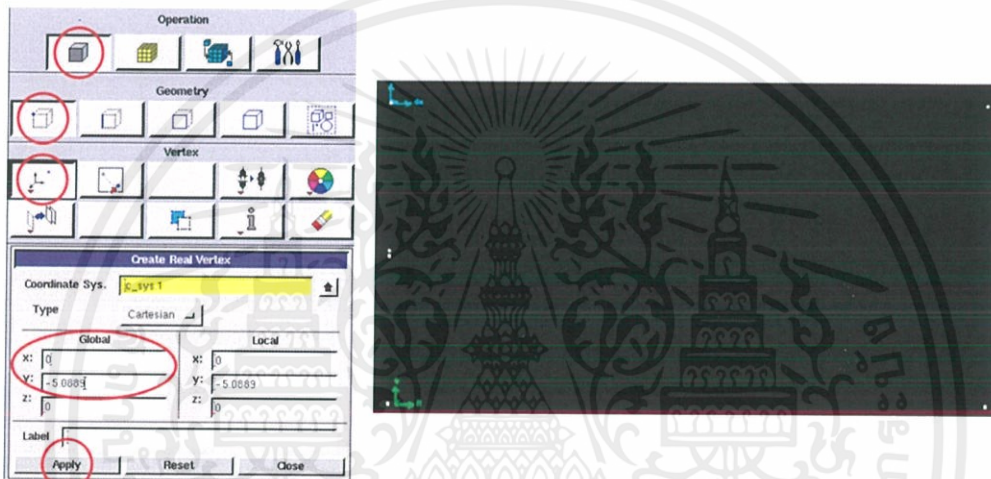 Operation
Geometry
Vertex
Create Real Vertex
Coordinate Sys. c_sys.1
Type Cartesian
Global Local
x: 0 x: 0
y: -5.0889 y: -5.0889
z: 0 z: 0
Label
Apply Reset Close